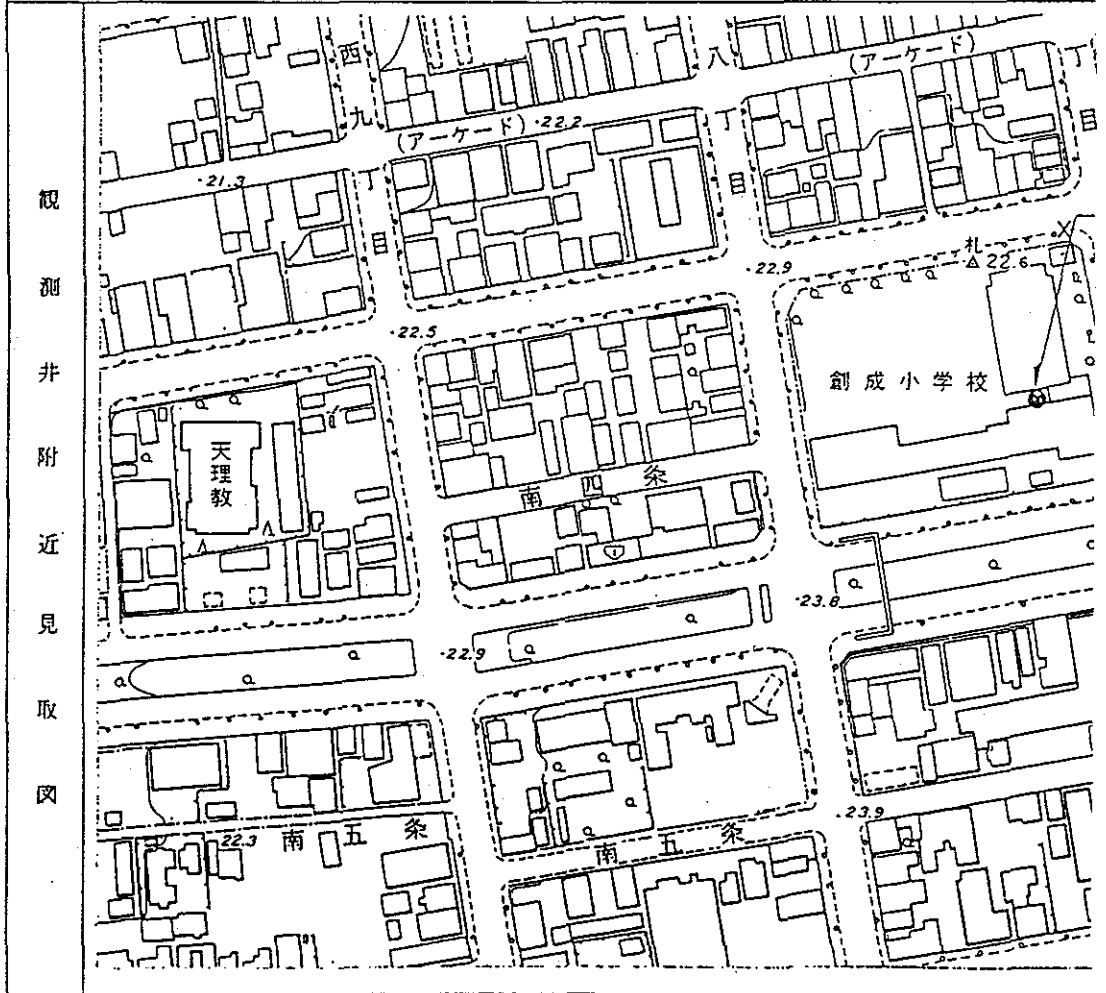 観測井附近見取図
西九丁目
八丁目
丁目
(アーケード)
(アーケード)
・22.2
・21.3
・22.9
札
△ 22.6
・22.5
創成小学校
天理教
南四条
・23.8
・22.9
・23.9
22.3
南五条
南五条